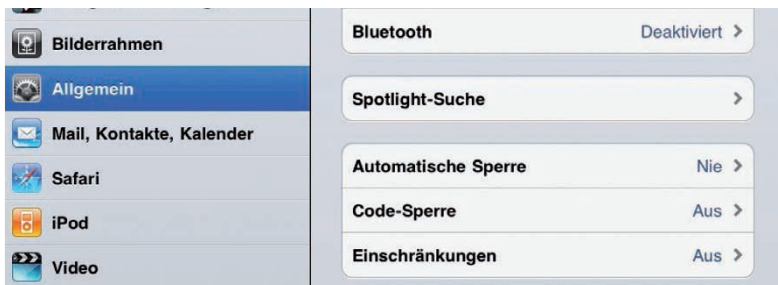 Bilderrahmen
Allgemein
Mail, Kontakte, Kalender
Safari
iPod
Video
Bluetooth Deaktiviert
Spotlight-Suche
Automatische Sperre Nie
Code-Sperre Aus
Einschränkungen Aus